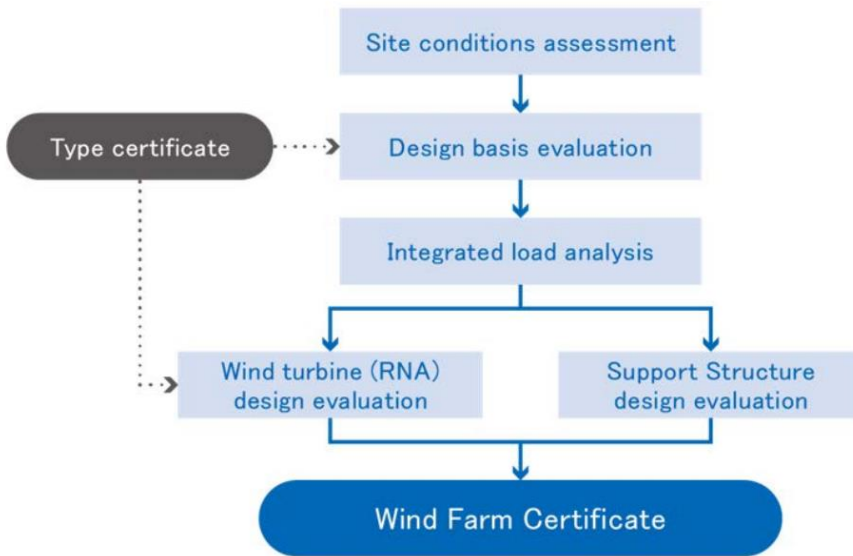 Site conditions assessment
Type certificate
Design basis evaluation
Integrated load analysis
Wind turbine (RNA)
design evaluation
Support Structure
design evaluation
Wind Farm Certificate